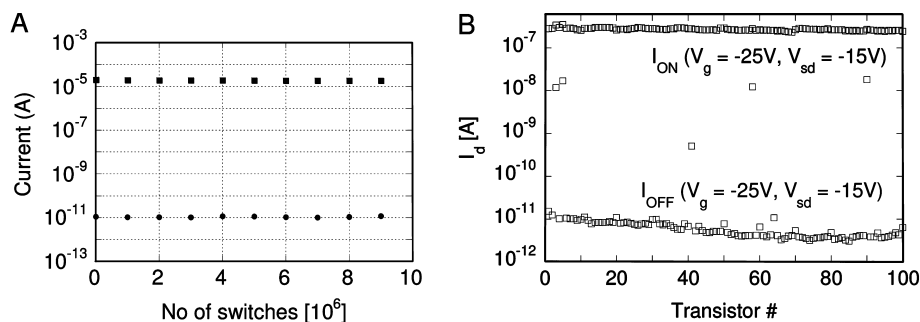 A
Current (A)
10-3
10-5
10-7
10-9
10-11
10-13
0 2 4 6 8 10
No of switches [10^6]
B
I_d [A]
10-7
10-8
10-9
10-10
10-11
10-12
I_ON (V_g = -25V, V_sd = -15V)
I_OFF (V_g = -25V, V_sd = -15V)
0 20 40 60 80 100
Transistor #